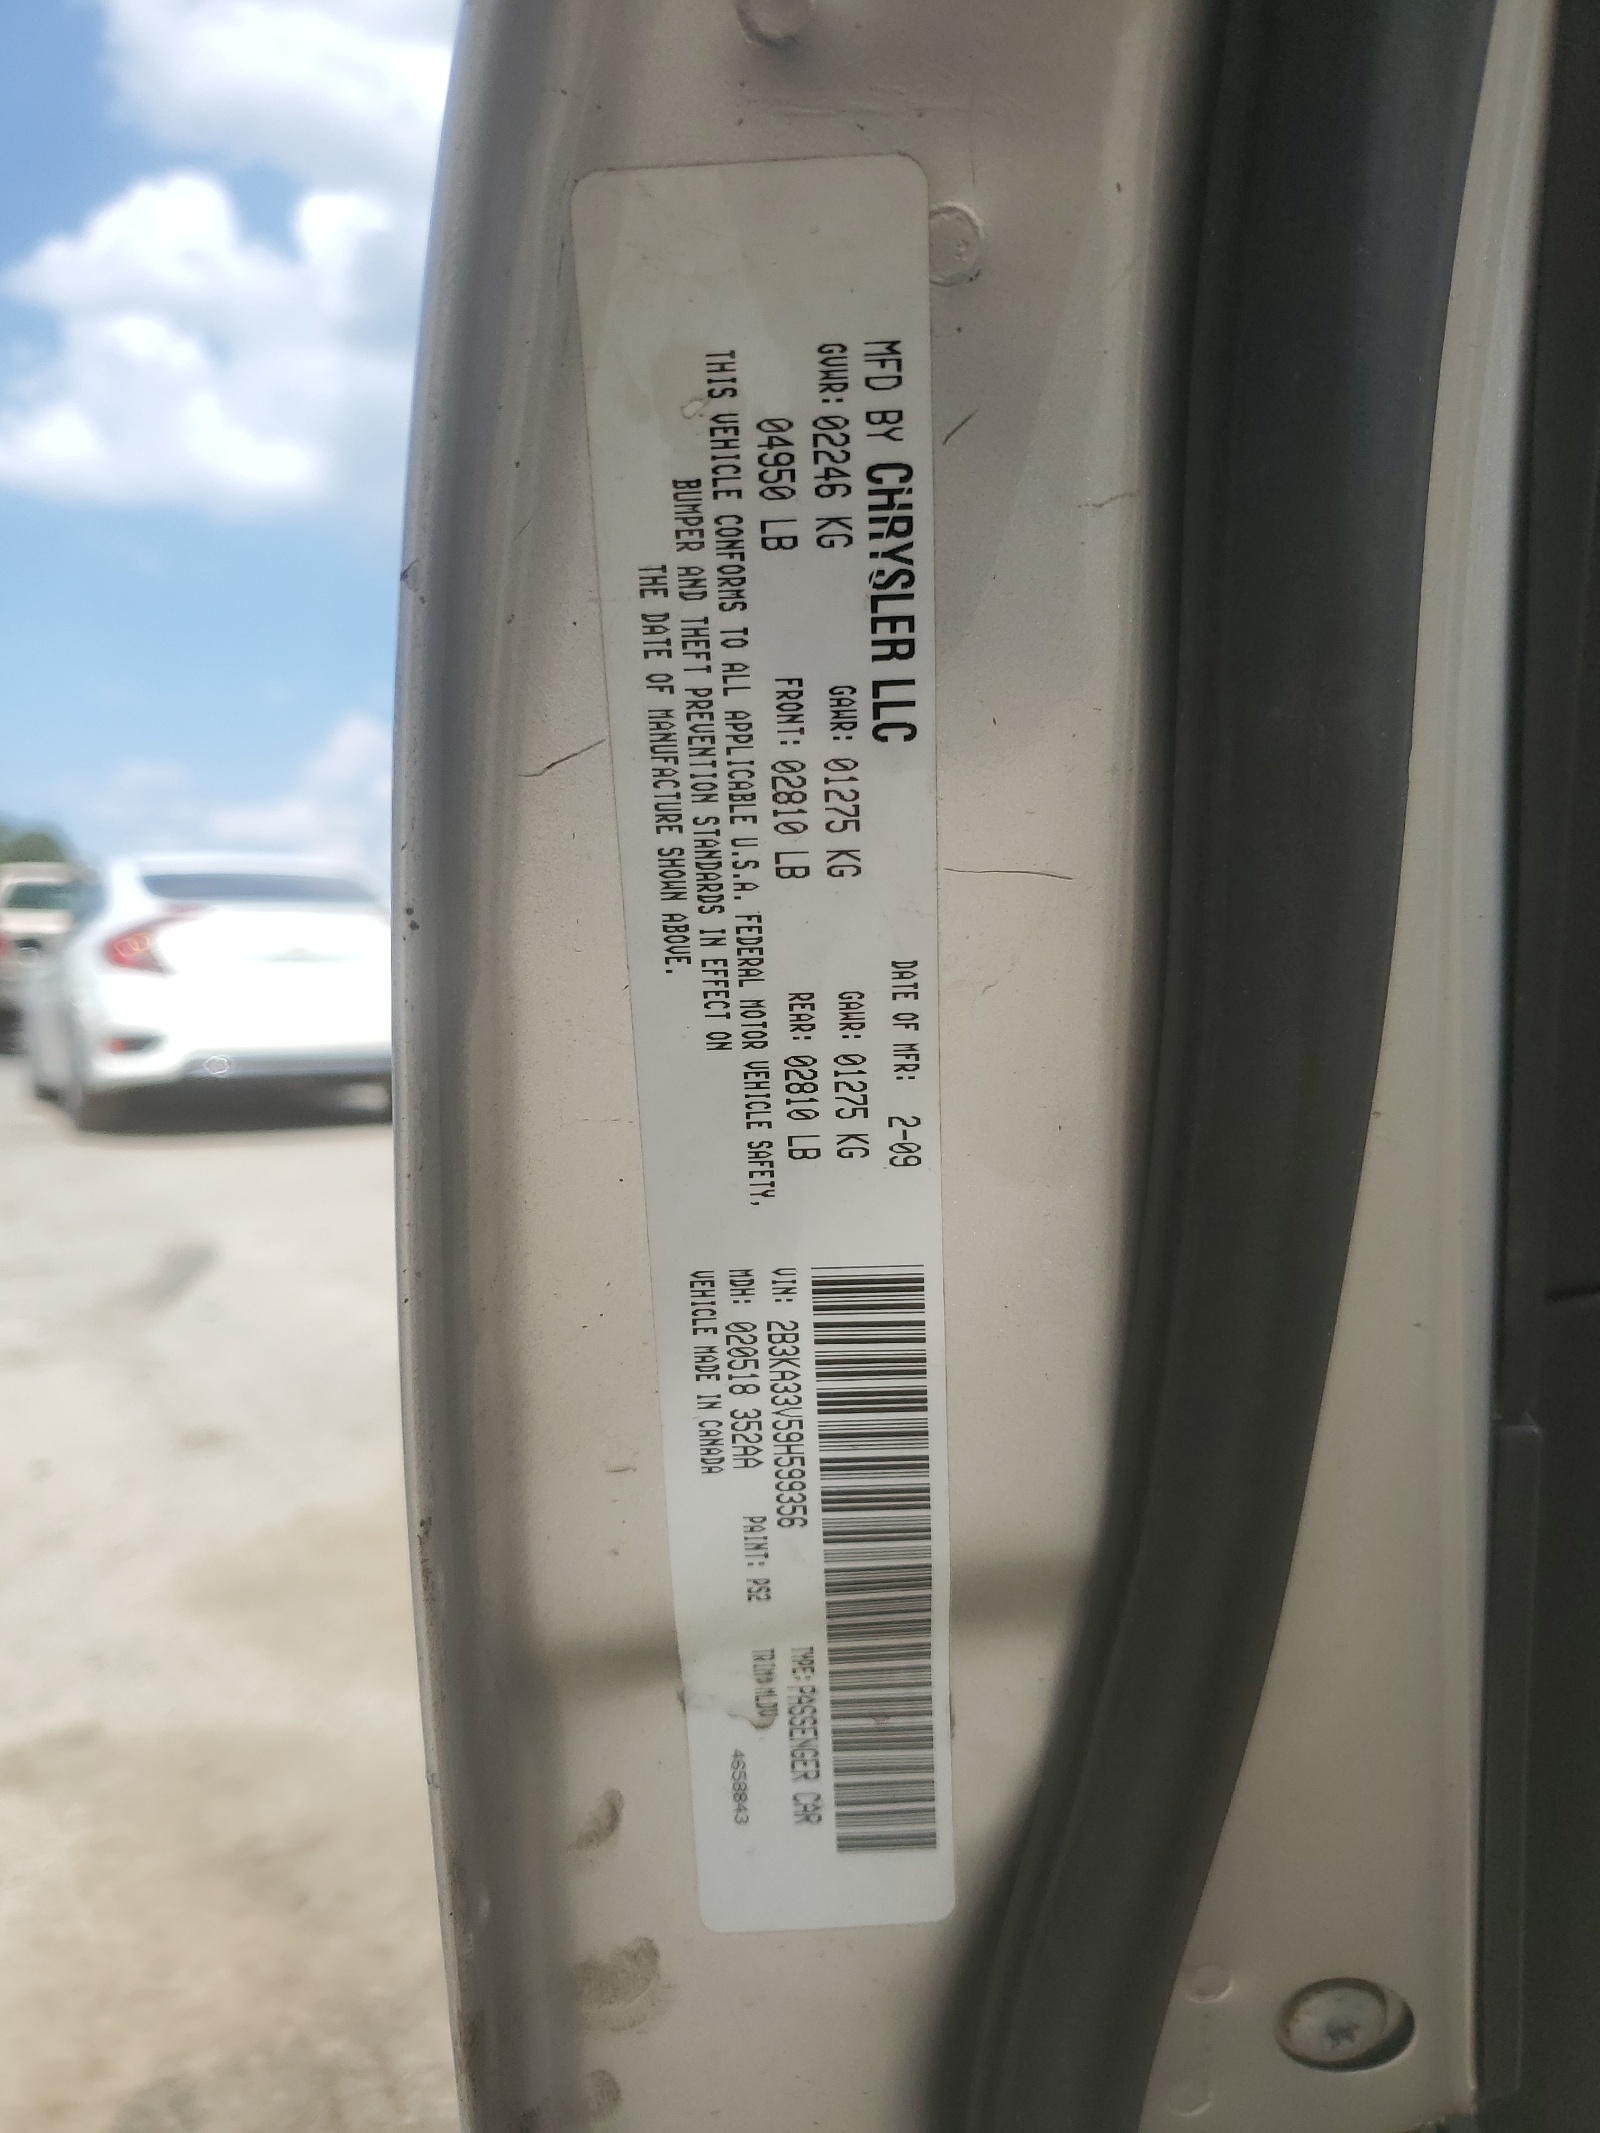 MFD BY CHRYSLER LLC DATE OF MFR: 2-09
GVWR: 02246 KG GAWR: 01275 KG GAWR: 01275 KG
04950 LB FRONT: 02810 LB REAR: 02810 LB
THIS VEHICLE CONFORMS TO ALL APPLICABLE U.S.A. FEDERAL MOTOR VEHICLE SAFETY,
BUMPER AND THEFT PREVENTION STANDARDS IN EFFECT ON
THE DATE OF MANUFACTURE SHOWN ABOVE.
VIN: 2B3KA33V59H599356 TYPE: PASSENGER CAR
MDH: 020518 352AA PAINT: PS2 TRIM:
VEHICLE MADE IN CANADA 4658843